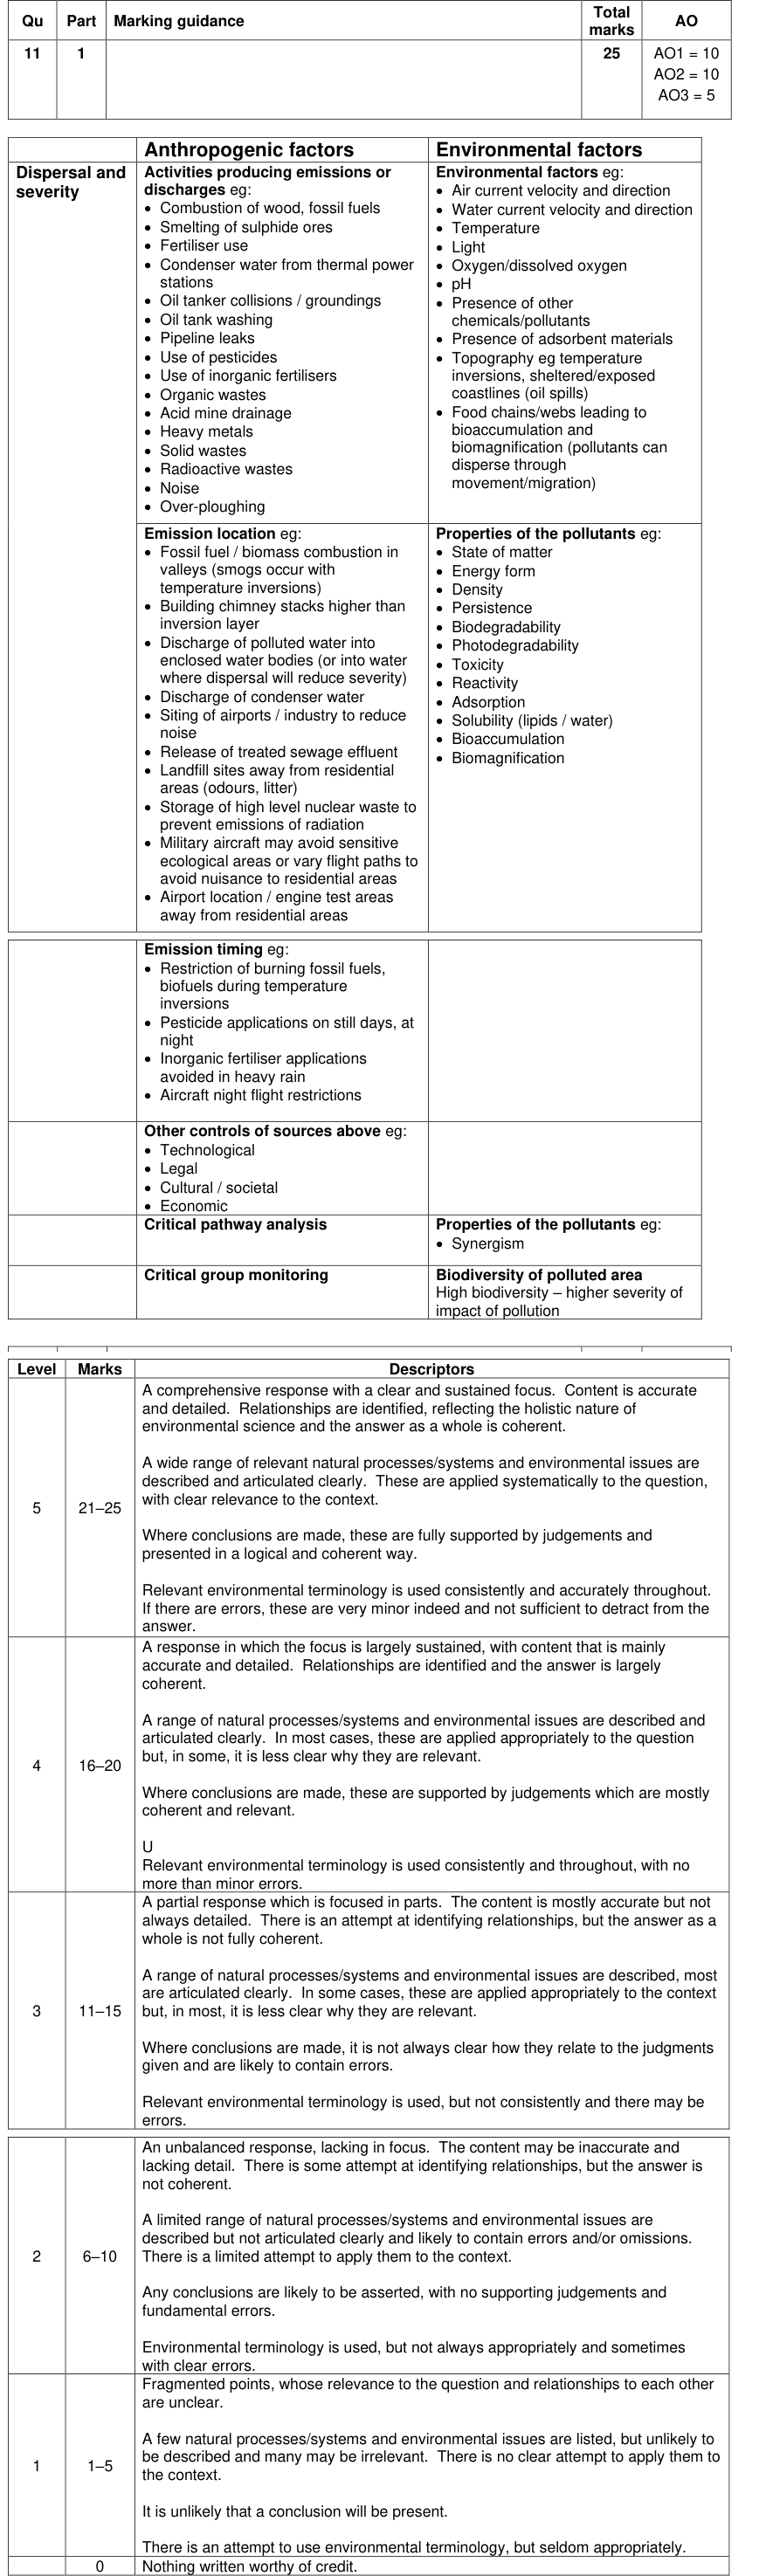 Qu Part Marking guidance Total marks AO
11 1 25 AO1 = 10
AO2 = 10
AO3 = 5
Anthropogenic factors Environmental factors
Dispersal and severity
Activities producing emissions or
discharges eg:
• Combustion of wood, fossil fuels
• Smelting of sulphide ores
• Fertiliser use
• Condenser water from thermal power
stations
• Oil tanker collisions / groundings
• Oil tank washing
• Pipeline leaks
• Use of pesticides
• Use of inorganic fertilisers
• Organic wastes
• Acid mine drainage
• Heavy metals
• Solid wastes
• Radioactive wastes
• Noise
• Over-ploughing
Environmental factors eg:
• Air current velocity and direction
• Water current velocity and direction
• Temperature
• Light
• Oxygen/dissolved oxygen
• pH
• Presence of other
chemicals/pollutants
• Presence of adsorbent materials
• Topography eg temperature
inversions, sheltered/exposed
coastlines (oil spills)
• Food chains/webs leading to
bioaccumulation and
biomagnification (pollutants can
disperse through
movement/migration)
Emission location eg:
• Fossil fuel / biomass combustion in
valleys (smogs occur with
temperature inversions)
• Building chimney stacks higher than
inversion layer
• Discharge of polluted water into
enclosed water bodies (or into water
where dispersal will reduce severity)
• Discharge of condenser water
• Siting of airports / industry to reduce
noise
• Release of treated sewage effluent
• Landfill sites away from residential
areas (odours, litter)
• Storage of high level nuclear waste to
prevent emissions of radiation
• Military aircraft may avoid sensitive
ecological areas or vary flight paths to
avoid nuisance to residential areas
• Airport location / engine test areas
away from residential areas
Properties of the pollutants eg:
• State of matter
• Energy form
• Density
• Persistence
• Biodegradability
• Photodegradability
• Toxicity
• Reactivity
• Adsorption
• Solubility (lipids / water)
• Bioaccumulation
• Biomagnification
Emission timing eg:
• Restriction of burning fossil fuels,
biofuels during temperature
inversions
• Pesticide applications on still days, at
night
• Inorganic fertiliser applications
avoided in heavy rain
• Aircraft night flight restrictions
Other controls of sources above eg:
• Technological
• Legal
• Cultural / societal
• Economic
Critical pathway analysis
Properties of the pollutants eg:
• Synergism
Critical group monitoring
Biodiversity of polluted area
High biodiversity – higher severity of
impact of pollution
Level Marks Descriptors
5 21–25
A comprehensive response with a clear and sustained focus. Content is accurate
and detailed. Relationships are identified, reflecting the holistic nature of
environmental science and the answer as a whole is coherent.
A wide range of relevant natural processes/systems and environmental issues are
described and articulated clearly. These are applied systematically to the question,
with clear relevance to the context.
Where conclusions are made, these are fully supported by judgements and
presented in a logical and coherent way.
Relevant environmental terminology is used consistently and accurately throughout.
If there are errors, these are very minor indeed and not sufficient to detract from the
answer.
4 16–20
A response in which the focus is largely sustained, with content that is mainly
accurate and detailed. Relationships are identified and the answer is largely
coherent.
A range of natural processes/systems and environmental issues are described and
articulated clearly. In most cases, these are applied appropriately to the question
but, in some, it is less clear why they are relevant.
Where conclusions are made, these are supported by judgements which are mostly
coherent and relevant.
U
Relevant environmental terminology is used consistently and throughout, with no
more than minor errors.
3 11–15
A partial response which is focused in parts. The content is mostly accurate but not
always detailed. There is an attempt at identifying relationships, but the answer as a
whole is not fully coherent.
A range of natural processes/systems and environmental issues are described, most
are articulated clearly. In some cases, these are applied appropriately to the context
but, in most, it is less clear why they are relevant.
Where conclusions are made, it is not always clear how they relate to the judgments
given and are likely to contain errors.
Relevant environmental terminology is used, but not consistently and there may be
errors.
2 6–10
An unbalanced response, lacking in focus. The content may be inaccurate and
lacking detail. There is some attempt at identifying relationships, but the answer is
not coherent.
A limited range of natural processes/systems and environmental issues are
described but not articulated clearly and likely to contain errors and/or omissions.
There is a limited attempt to apply them to the context.
Any conclusions are likely to be asserted, with no supporting judgements and
fundamental errors.
Environmental terminology is used, but not always appropriately and sometimes
with clear errors.
1 1–5
Fragmented points, whose relevance to the question and relationships to each other
are unclear.
A few natural processes/systems and environmental issues are listed, but unlikely to
be described and many may be irrelevant. There is no clear attempt to apply them to
the context.
It is unlikely that a conclusion will be present.
There is an attempt to use environmental terminology, but seldom appropriately.
0 Nothing written worthy of credit.